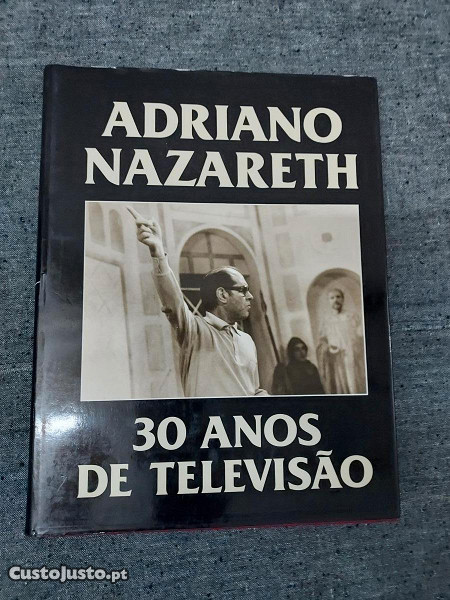 ADRIANO
NAZARETH
30 ANOS
DE TELEVISÃO
CustoJusto.pt